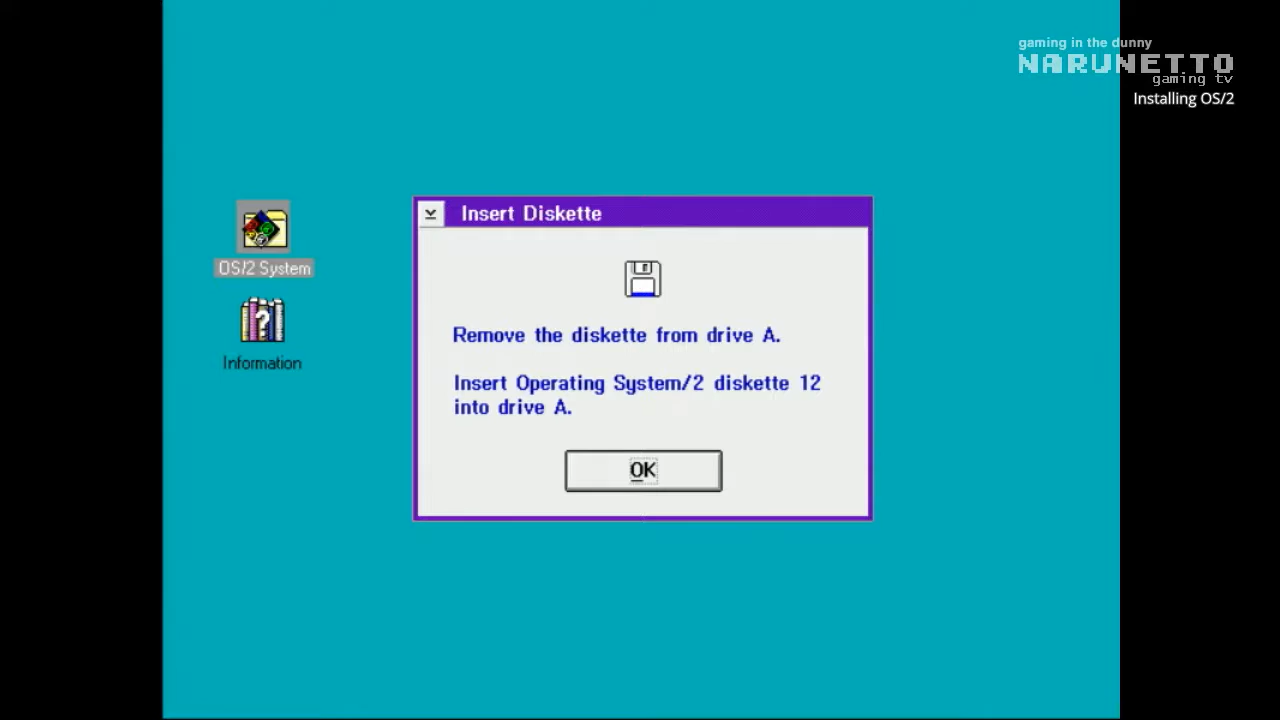 gaming in the dunny
NARUNETTO
gaming tv
Installing OS/2
Insert Diskette
OS/2 System
?
Information
Remove the diskette from drive A.
Insert Operating System/2 diskette 12
into drive A.
OK